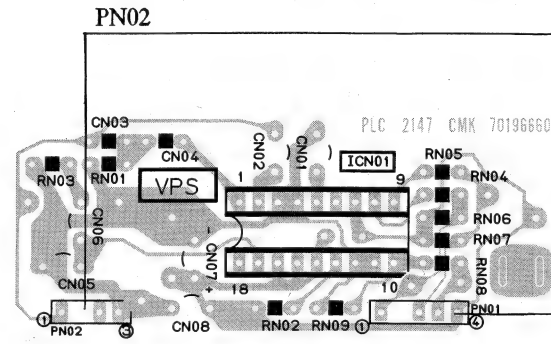 PN02
PLC 2147 CMK 70196660
CN03
CN04
CN02
CN01
ICN01
RN05
RN03
RN01
1
9
RN04
VPS
CN06
RN06
-
CN07
RN07
CN05
+
18
10
RN08
1
PN02
3
CN08
RN02
RN09
1
PN01
4